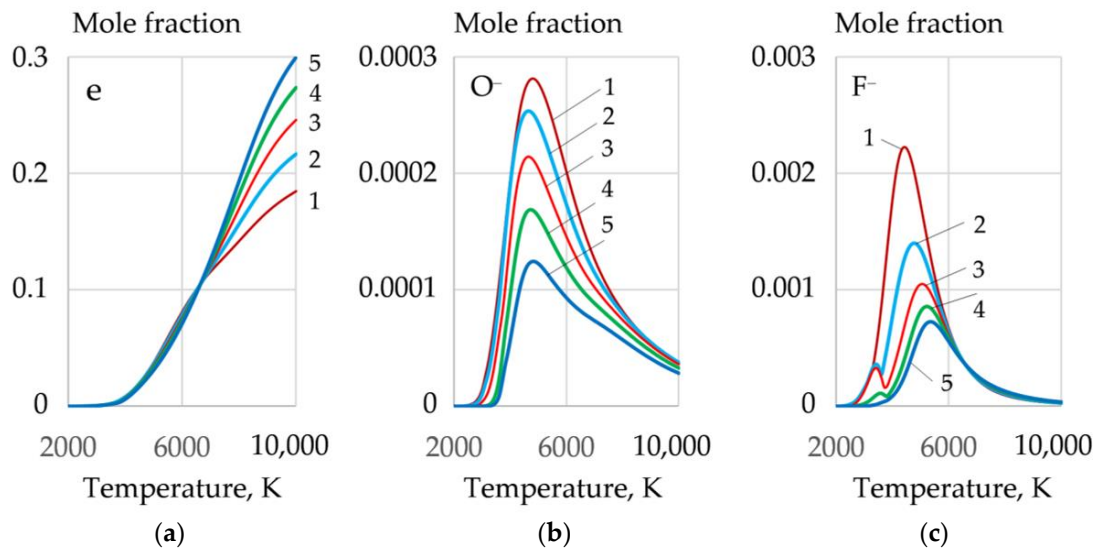 Mole fraction
0.3
0.2
0.1
0
e
5
4
3
2
1
2000 6000 10,000
Temperature, K
(a)
Mole fraction
0.0003
0.0002
0.0001
0
O⁻
1
2
3
4
5
2000 6000 10,000
Temperature, K
(b)
Mole fraction
0.003
0.002
0.001
0
F⁻
1
2
3
4
5
2000 6000 10,000
Temperature, K
(c)